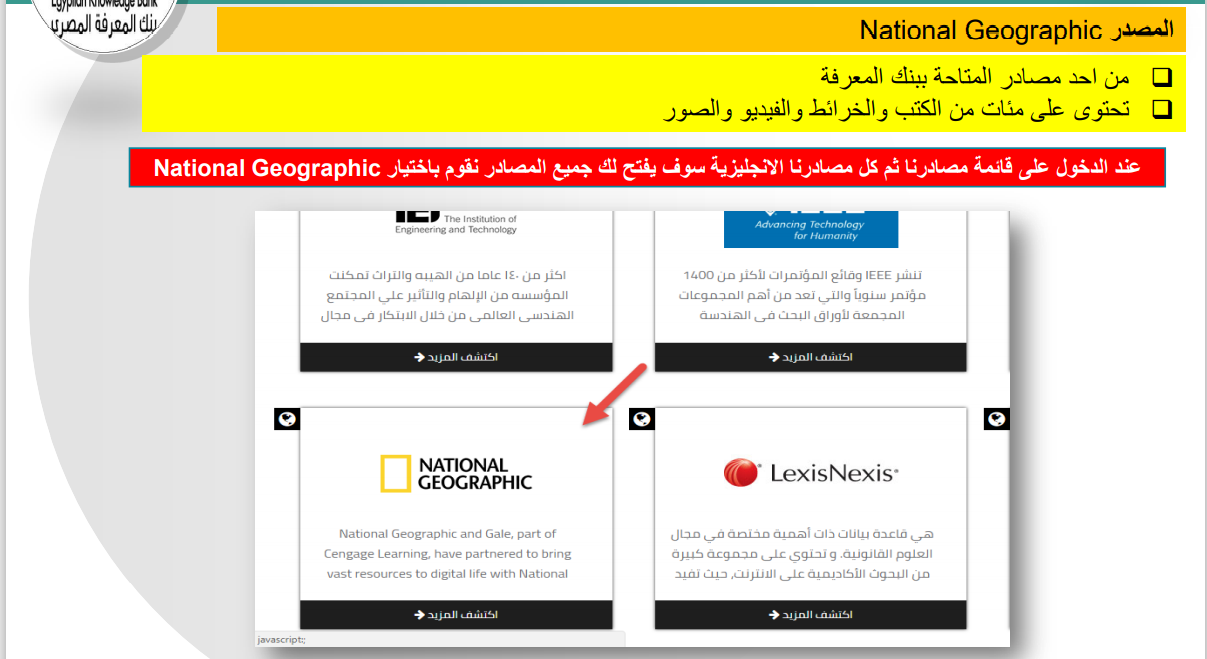 Egyptian Knowledge Bank
بنك المعرفة المصري
المصدر National Geographic
من احد مصادر المتاحة ببنك المعرفة
تحتوى على مئات من الكتب والخرائط والفيديو والصور
عند الدخول على قائمة مصادرنا ثم كل مصادرنا الانجليزية سوف يفتح لك جميع المصادر نقوم باختيار National Geographic
Advancing Technology
for Humanity
تنشر IEEE وقائع المؤتمرات لأكثر من 1400
مؤتمر سنوياً والتي تعد من أهم المجموعات
المجمعة لأوراق البحث في الهندسة
اكتشف المزيد
The Institution of
Engineering and Technology
اكثر من ١٤٠ عاما من الهيبه والتراث تمكنت
المؤسسه من الإلهام والتأثير علي المجتمع
الهندسي العالمي من خلال الابتكار في مجال
اكتشف المزيد
LexisNexis
هي قاعدة بيانات ذات أهمية مختصة في مجال
العلوم القانونية. و تحتوي على مجموعة كبيرة
من البحوث الأكاديمية على الانترنت, حيث تفيد
اكتشف المزيد
NATIONAL
GEOGRAPHIC
National Geographic and Gale, part of
Cengage Learning, have partnered to bring
vast resources to digital life with National
اكتشف المزيد
javascript:;